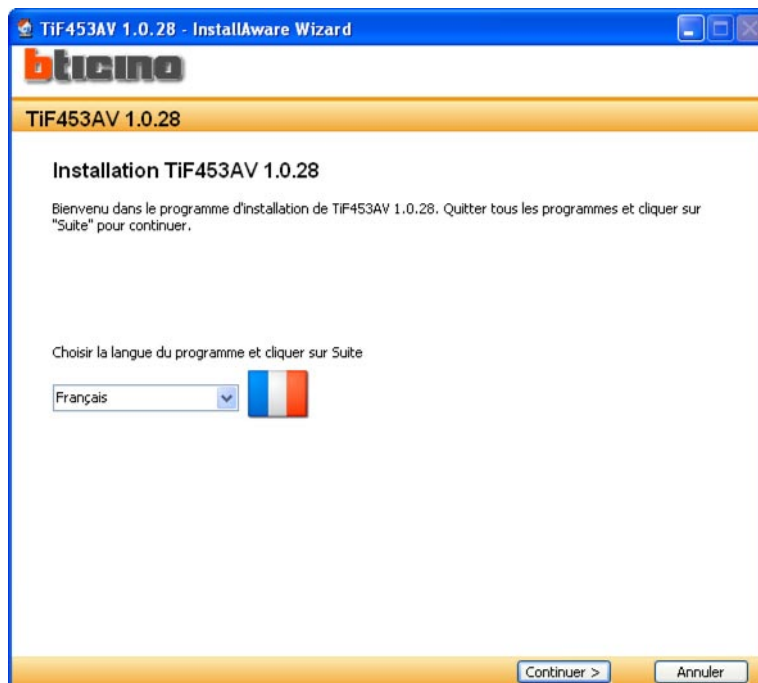 TiF453AV 1.0.28 - InstallAware Wizard
bticino
TiF453AV 1.0.28
Installation TiF453AV 1.0.28
Bienvenu dans le programme d'installation de TiF453AV 1.0.28. Quitter tous les programmes et cliquer sur
"Suite" pour continuer.
Choisir la langue du programme et cliquer sur Suite
Français
Continuer >
Annuler